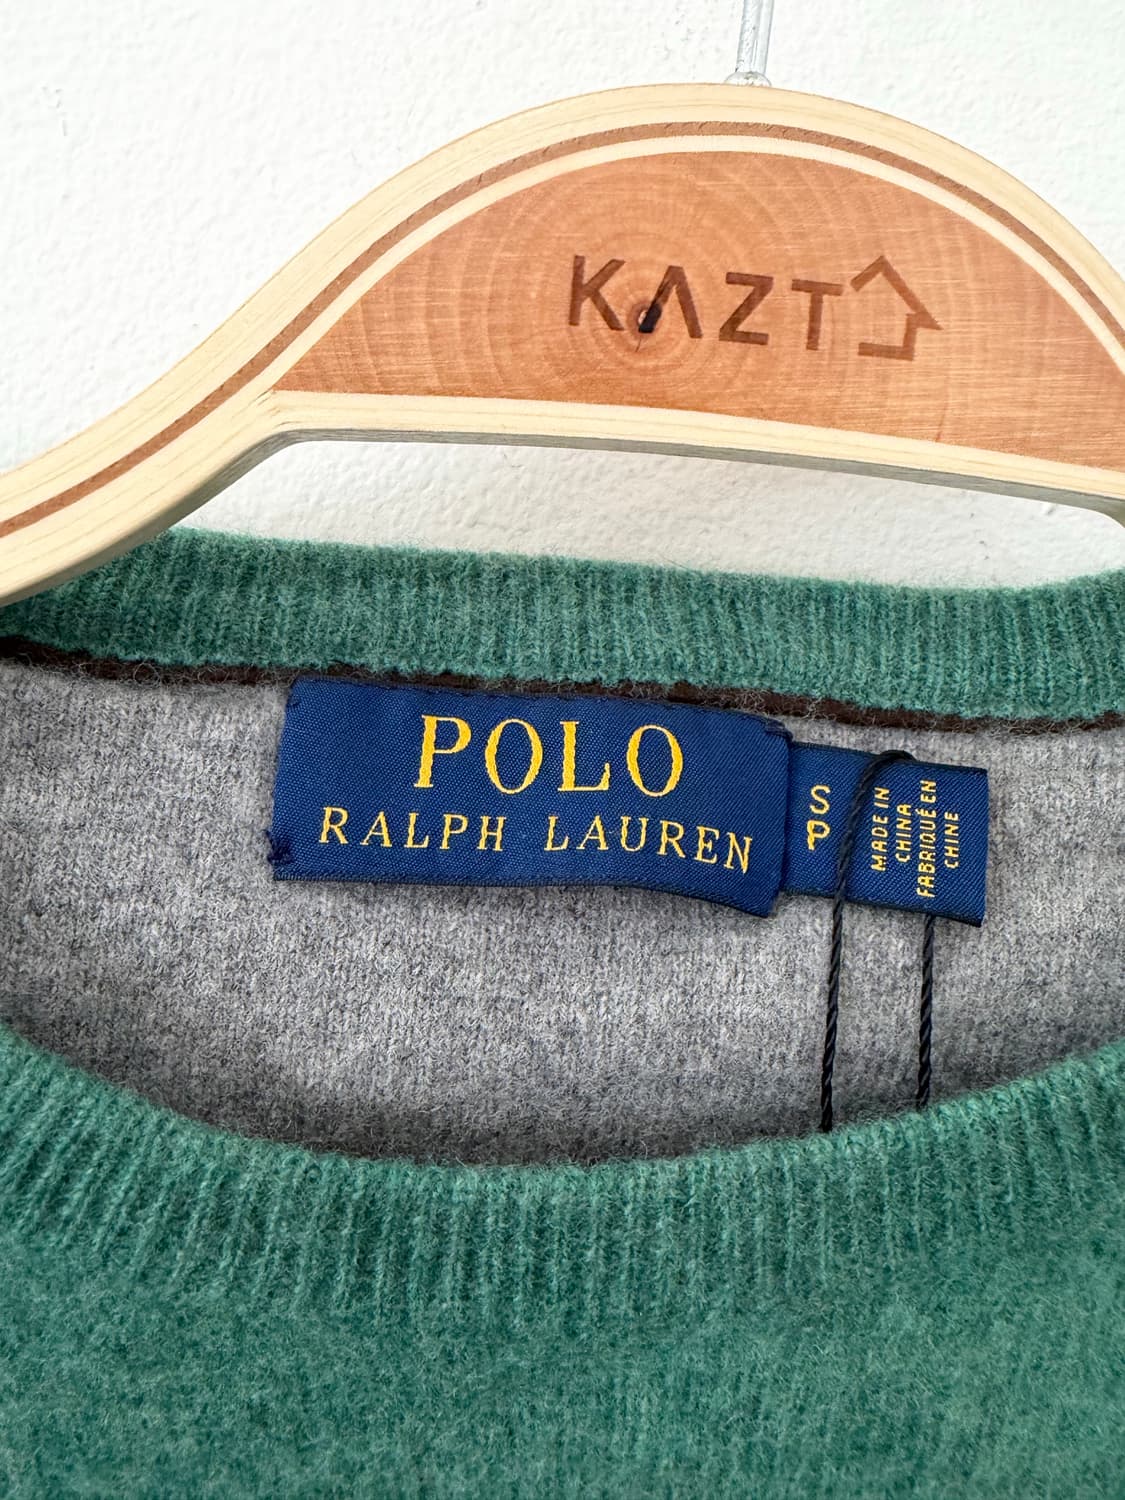 KAZT
POLO
RALPH LAUREN
S
P
MADE IN
CHINA
FABRIQUÉ EN
CHINE